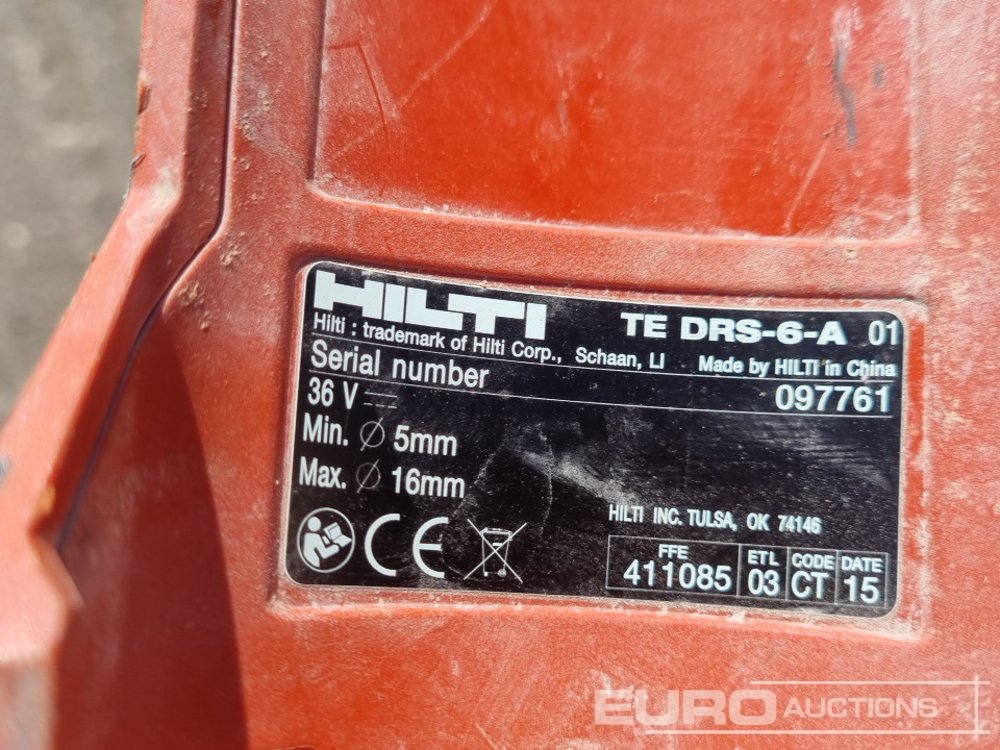 HILTI TE DRS-6-A 01
Hilti : trademark of Hilti Corp., Schaan, LI Made by HILTI in China
Serial number 097761
36 V ⎓
Min. ∅ 5mm
Max. ∅ 16mm
HILTI INC. TULSA, OK 74146
CE
FFE ETL CODE DATE
411085 03 CT 15
EURO AUCTIONS